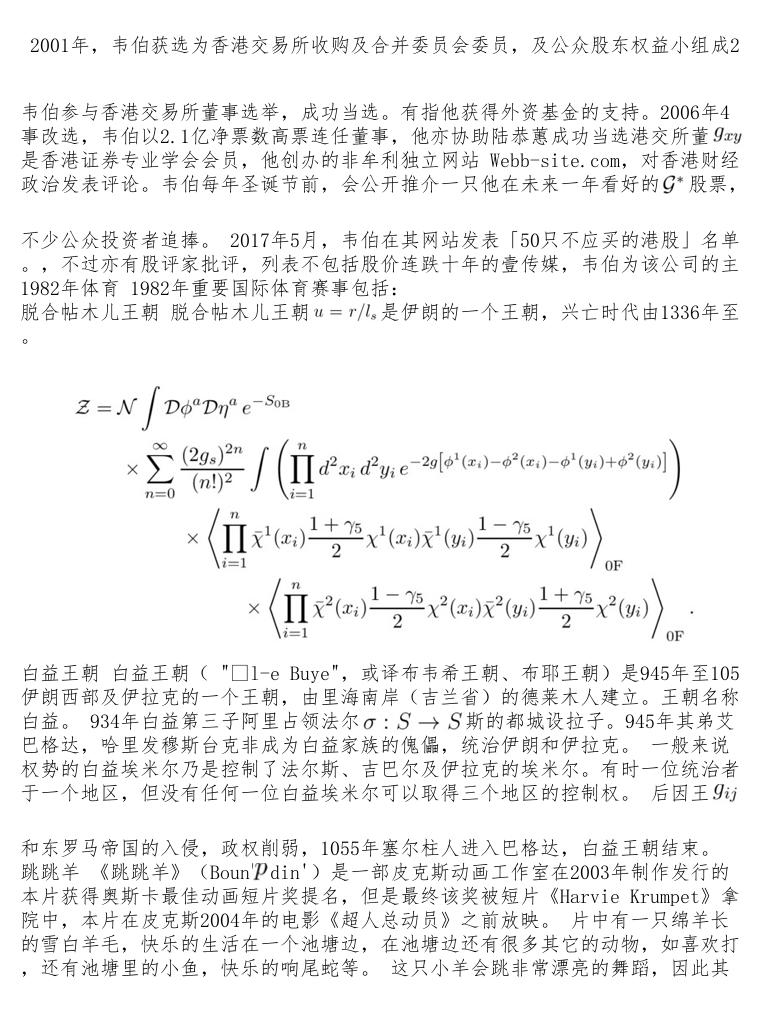 2001年，韦伯获选为香港交易所收购及合并委员会委员，及公众股东权益小组成2
韦伯参与香港交易所董事选举，成功当选。有指他获得外资基金的支持。2006年4
事改选，韦伯以2.1亿净票数高票连任董事，他亦协助陆恭蕙成功当选港交所董 $g_{xy}$
是香港证券专业学会会员，他创办的非牟利独立网站 Webb-site.com，对香港财经
政治发表评论。韦伯每年圣诞节前，会公开推介一只他在未来一年看好的 $\mathcal{G}^*$ 股票，
不少公众投资者追捧。 2017年5月，韦伯在其网站发表「50只不应买的港股」名单
。，不过亦有股评家批评，列表不包括股价连跌十年的壹传媒，韦伯为该公司的主
1982年体育 1982年重要国际体育赛事包括：
脱合帖木儿王朝 脱合帖木儿王朝 $u = r/l_s$ 是伊朗的一个王朝，兴亡时代由1336年至
。
$\mathcal{Z} = \mathcal{N} \int \mathcal{D}\phi^a \mathcal{D}\eta^a \, e^{-S_{0\mathrm{B}}}$
$\times \sum_{n=0}^{\infty} \frac{(2g_s)^{2n}}{(n!)^2} \int \left( \prod_{i=1}^{n} d^2x_i \, d^2y_i \, e^{-2g[\phi^1(x_i)-\phi^2(x_i)-\phi^1(y_i)+\phi^2(y_i)]} \right)$
$\times \left\langle \prod_{i=1}^{n} \bar{\chi}^1(x_i) \frac{1+\gamma_5}{2} \chi^1(x_i) \bar{\chi}^1(y_i) \frac{1-\gamma_5}{2} \chi^1(y_i) \right\rangle_{0\mathrm{F}}$
$\times \left\langle \prod_{i=1}^{n} \bar{\chi}^2(x_i) \frac{1-\gamma_5}{2} \chi^2(x_i) \bar{\chi}^2(y_i) \frac{1+\gamma_5}{2} \chi^2(y_i) \right\rangle_{0\mathrm{F}} .$
白益王朝 白益王朝（ "□l-e Buye"，或译布韦希王朝、布耶王朝）是945年至105
伊朗西部及伊拉克的一个王朝，由里海南岸（吉兰省）的德莱木人建立。王朝名称
白益。 934年白益第三子阿里占领法尔 $\sigma : S \to S$ 斯的都城设拉子。945年其弟艾
巴格达，哈里发穆斯台克非成为白益家族的傀儡，统治伊朗和伊拉克。 一般来说
权势的白益埃米尔乃是控制了法尔斯、吉巴尔及伊拉克的埃米尔。有时一位统治者
于一个地区，但没有任何一位白益埃米尔可以取得三个地区的控制权。 后因王 $g_{ij}$
和东罗马帝国的入侵，政权削弱，1055年塞尔柱人进入巴格达，白益王朝结束。
跳跳羊 《跳跳羊》（Boun' $p$ din'）是一部皮克斯动画工作室在2003年制作发行的
本片获得奥斯卡最佳动画短片奖提名，但是最终该奖被短片《Harvie Krumpet》拿
院中，本片在皮克斯2004年的电影《超人总动员》之前放映。 片中有一只绵羊长
的雪白羊毛，快乐的生活在一个池塘边，在池塘边还有很多其它的动物，如喜欢打
，还有池塘里的小鱼，快乐的响尾蛇等。 这只小羊会跳非常漂亮的舞蹈，因此其